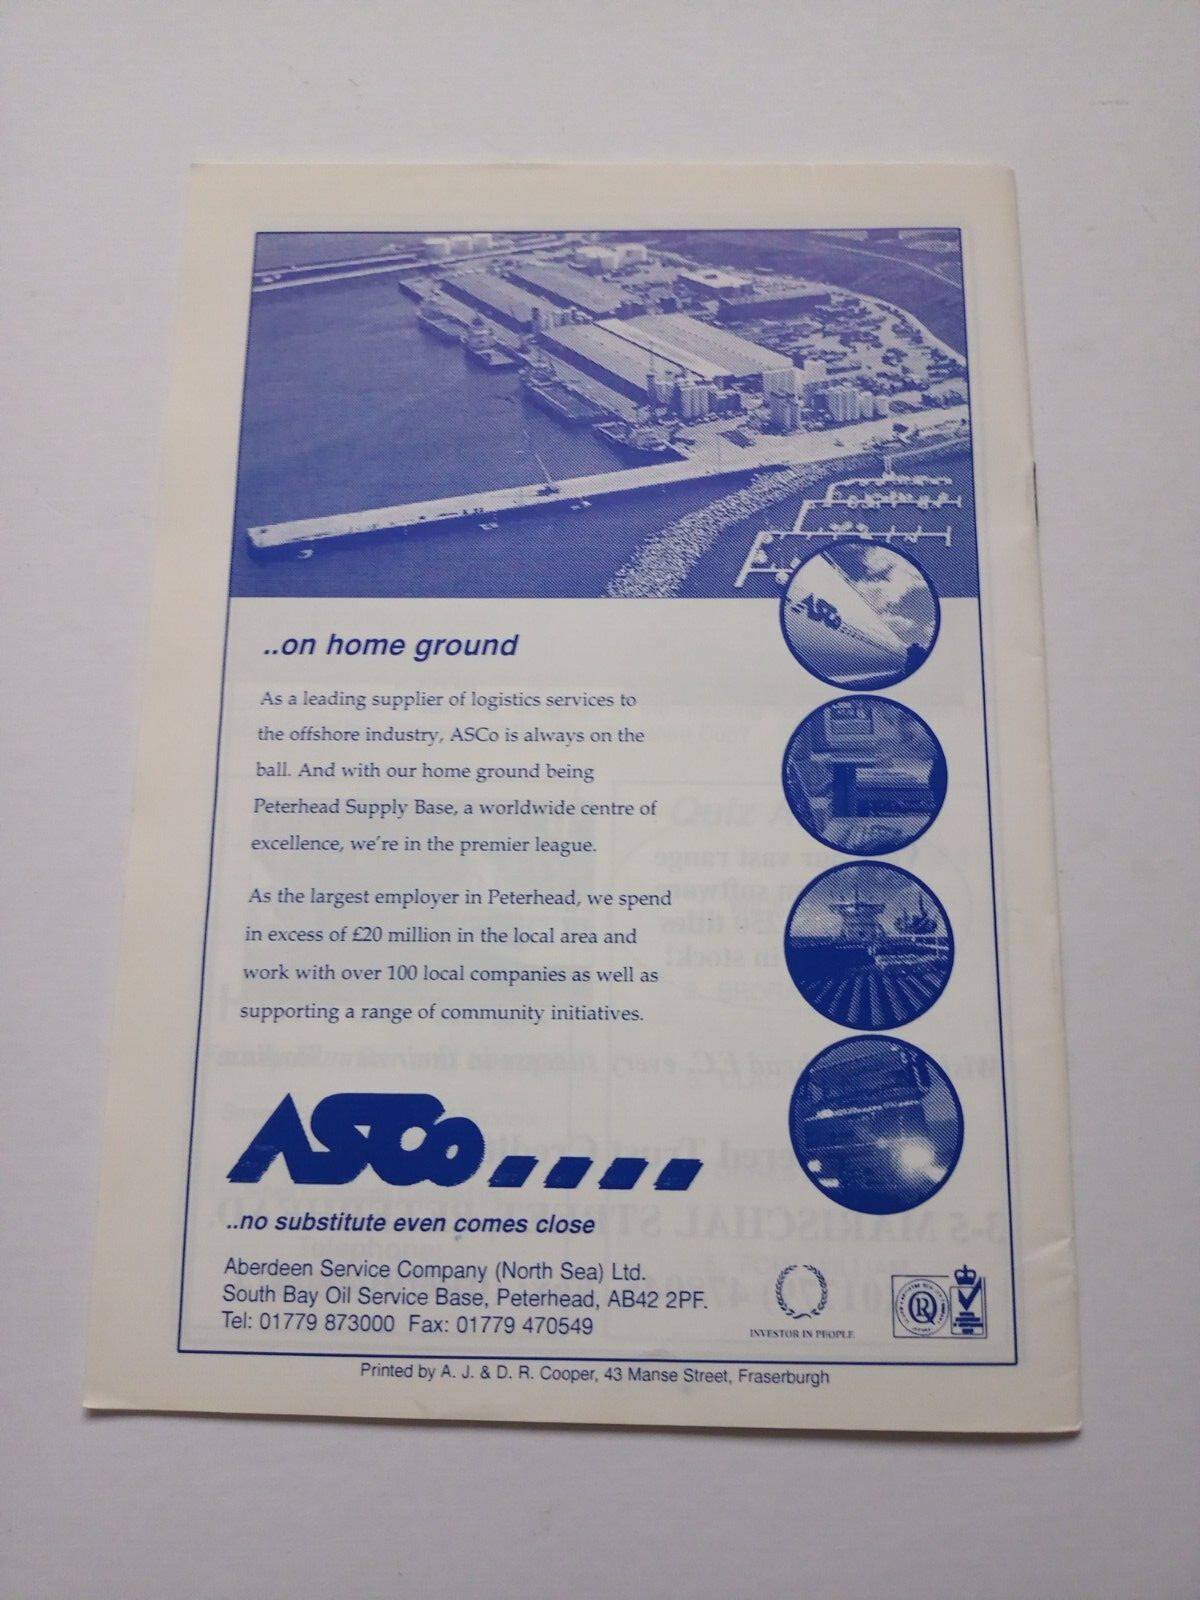 ASCo
..on home ground
As a leading supplier of logistics services to
the offshore industry, ASCo is always on the
ball. And with our home ground being
Peterhead Supply Base, a worldwide centre of
excellence, we're in the premier league.
As the largest employer in Peterhead, we spend
in excess of £20 million in the local area and
work with over 100 local companies as well as
supporting a range of community initiatives.
ASCo
..no substitute even comes close
Aberdeen Service Company (North Sea) Ltd.
South Bay Oil Service Base, Peterhead, AB42 2PF.
Tel: 01779 873000 Fax: 01779 470549
INVESTOR IN PEOPLE
Printed by A. J. & D. R. Cooper, 43 Manse Street, Fraserburgh